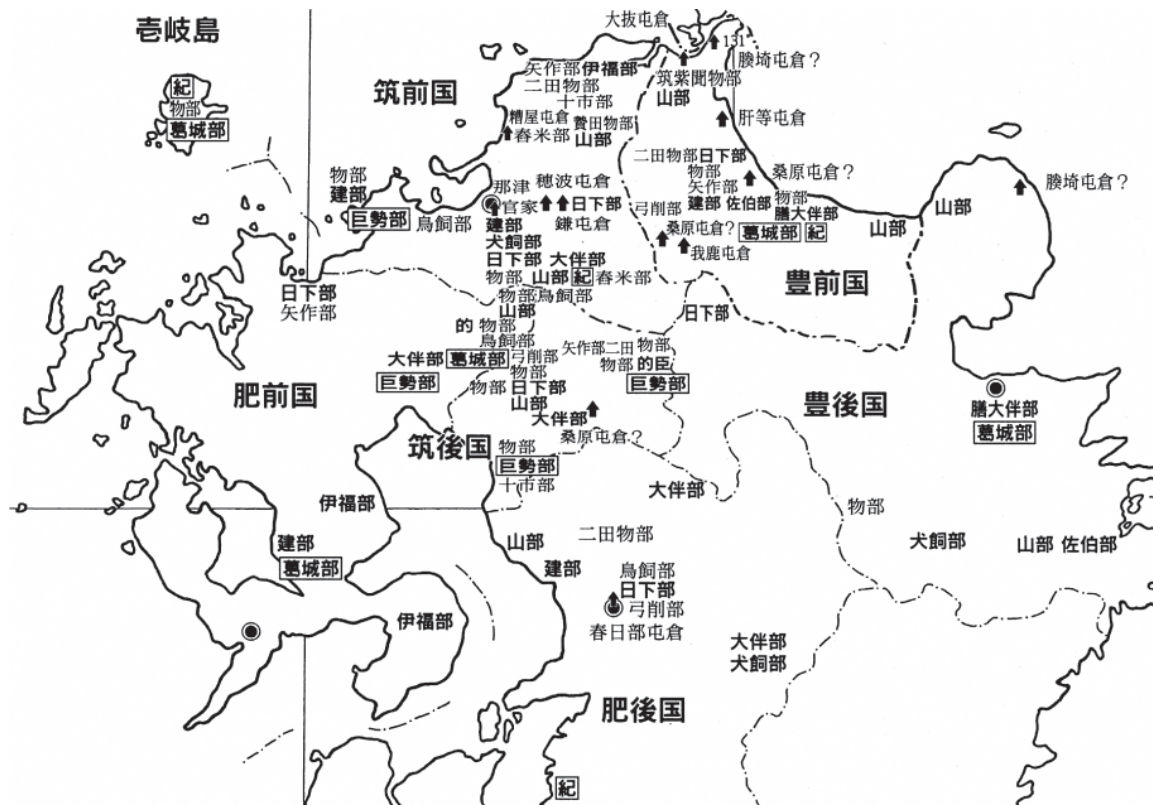 壱岐島
紀
物部
葛城部
筑前国
大抜屯倉
131
勝埼屯倉？
矢作部 伊福部
二田物部
十市部
筑紫聞物部
山部
糟屋屯倉
舂米部
贄田物部
山部
肝等屯倉
二田物部 日下部
物部
矢作部
建部 佐伯部
桑原屯倉？
物部
膳大伴部
葛城部 紀
山部
山部
勝埼屯倉？
物部
建部
巨勢部 鳥飼部
那津
官家
穂波屯倉
日下部
鎌屯倉
建部
犬飼部
日下部 大伴部
物部 山部 紀 舂米部
弓削部
桑原屯倉？
我鹿屯倉
豊前国
日下部
矢作部
物部 鳥飼部
山部
的 物部
鳥飼部
大伴部 葛城部 弓削部
巨勢部
物部
物部 日下部
山部
大伴部
日下部
矢作部 二田 物部
物部 的臣
巨勢部
肥前国
筑後国
桑原屯倉？
物部
巨勢部
十市部
豊後国
膳大伴部
葛城部
大伴部
物部
犬飼部
山部 佐伯部
伊福部
建部
葛城部
伊福部
山部
建部
二田物部
鳥飼部
日下部
弓削部
春日部屯倉
大伴部
犬飼部
肥後国
紀